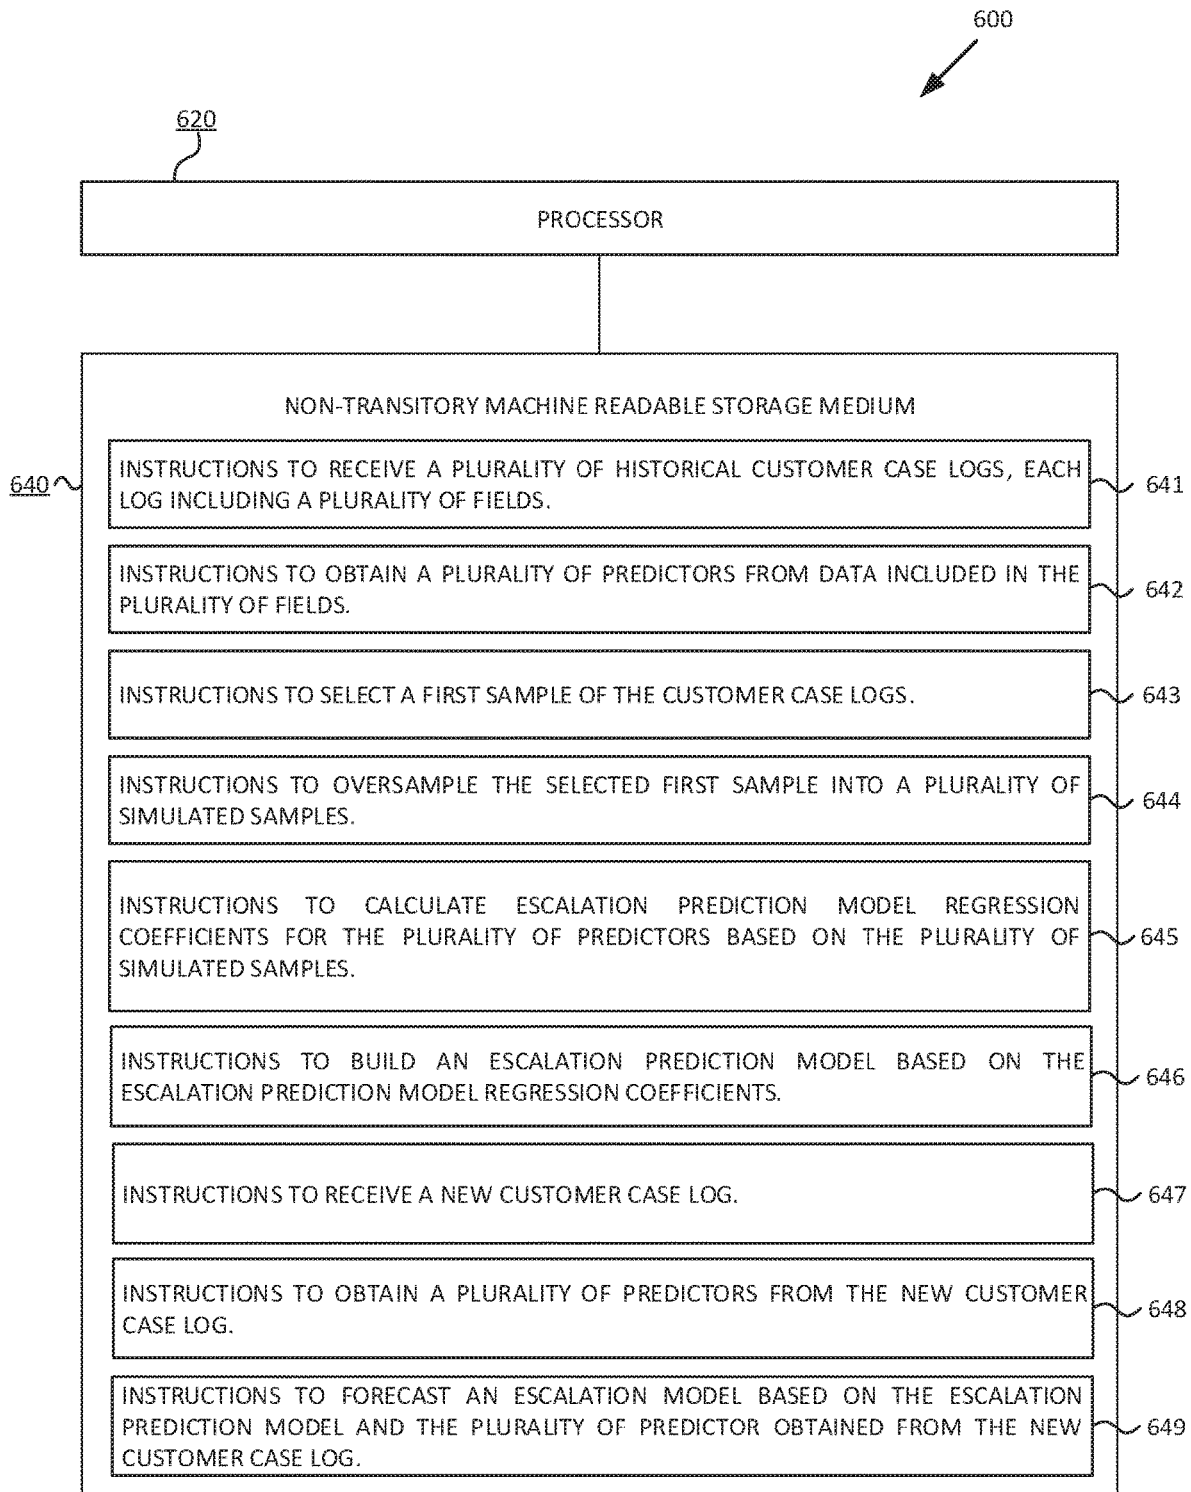 600
620
PROCESSOR
NON-TRANSITORY MACHINE READABLE STORAGE MEDIUM
640
INSTRUCTIONS TO RECEIVE A PLURALITY OF HISTORICAL CUSTOMER CASE LOGS, EACH
LOG INCLUDING A PLURALITY OF FIELDS.
641
INSTRUCTIONS TO OBTAIN A PLURALITY OF PREDICTORS FROM DATA INCLUDED IN THE
PLURALITY OF FIELDS.
642
INSTRUCTIONS TO SELECT A FIRST SAMPLE OF THE CUSTOMER CASE LOGS.
643
INSTRUCTIONS TO OVERSAMPLE THE SELECTED FIRST SAMPLE INTO A PLURALITY OF
SIMULATED SAMPLES.
644
INSTRUCTIONS TO CALCULATE ESCALATION PREDICTION MODEL REGRESSION
COEFFICIENTS FOR THE PLURALITY OF PREDICTORS BASED ON THE PLURALITY OF
SIMULATED SAMPLES.
645
INSTRUCTIONS TO BUILD AN ESCALATION PREDICTION MODEL BASED ON THE
ESCALATION PREDICTION MODEL REGRESSION COEFFICIENTS.
646
INSTRUCTIONS TO RECEIVE A NEW CUSTOMER CASE LOG.
647
INSTRUCTIONS TO OBTAIN A PLURALITY OF PREDICTORS FROM THE NEW CUSTOMER
CASE LOG.
648
INSTRUCTIONS TO FORECAST AN ESCALATION MODEL BASED ON THE ESCALATION
PREDICTION MODEL AND THE PLURALITY OF PREDICTOR OBTAINED FROM THE NEW
CUSTOMER CASE LOG.
649